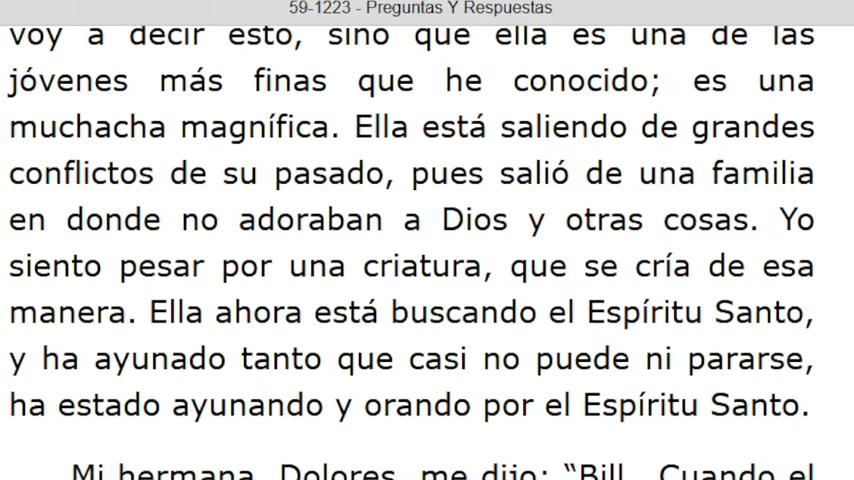 59-1223 - Preguntas Y Respuestas
voy a decir esto, sino que ella es una de las
jóvenes más finas que he conocido; es una
muchacha magnífica. Ella está saliendo de grandes
conflictos de su pasado, pues salió de una familia
en donde no adoraban a Dios y otras cosas. Yo
siento pesar por una criatura, que se cría de esa
manera. Ella ahora está buscando el Espíritu Santo,
y ha ayunado tanto que casi no puede ni pararse,
ha estado ayunando y orando por el Espíritu Santo.
Mi hermana, Dolores, me dijo: “Bill, Cuando el